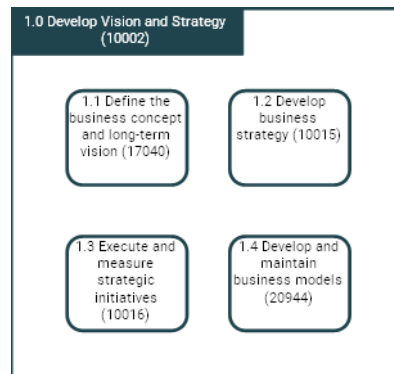 1.0 Develop Vision and Strategy
(10002)
1.1 Define the
business concept
and long-term
vision (17040)
1.2 Develop
business
strategy (10015)
1.3 Execute and
measure
strategic
initiatives
(10016)
1.4 Develop and
maintain
business models
(20944)